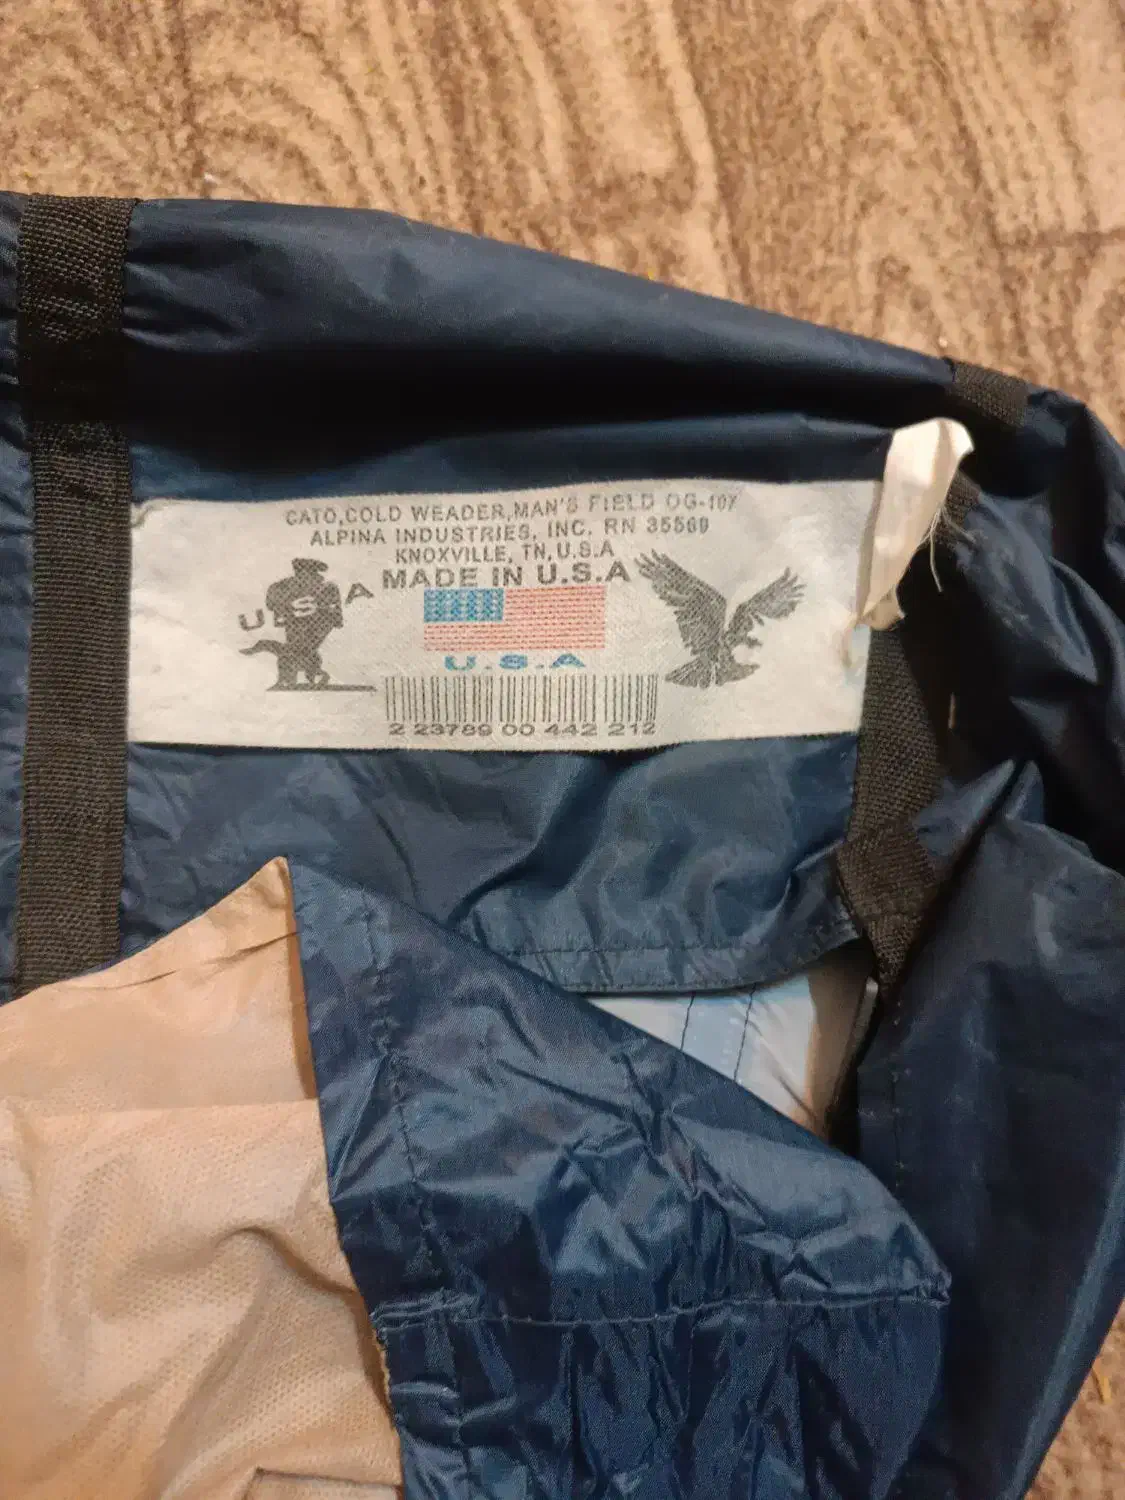 CATO,COLD WEADER,MAN'S FIELD OG-107
ALPINA INDUSTRIES, INC. RN 35569
KNOXVILLE, TN, U.S.A
MADE IN U.S.A
U S A
U.S.A
2 23789 00 442 212